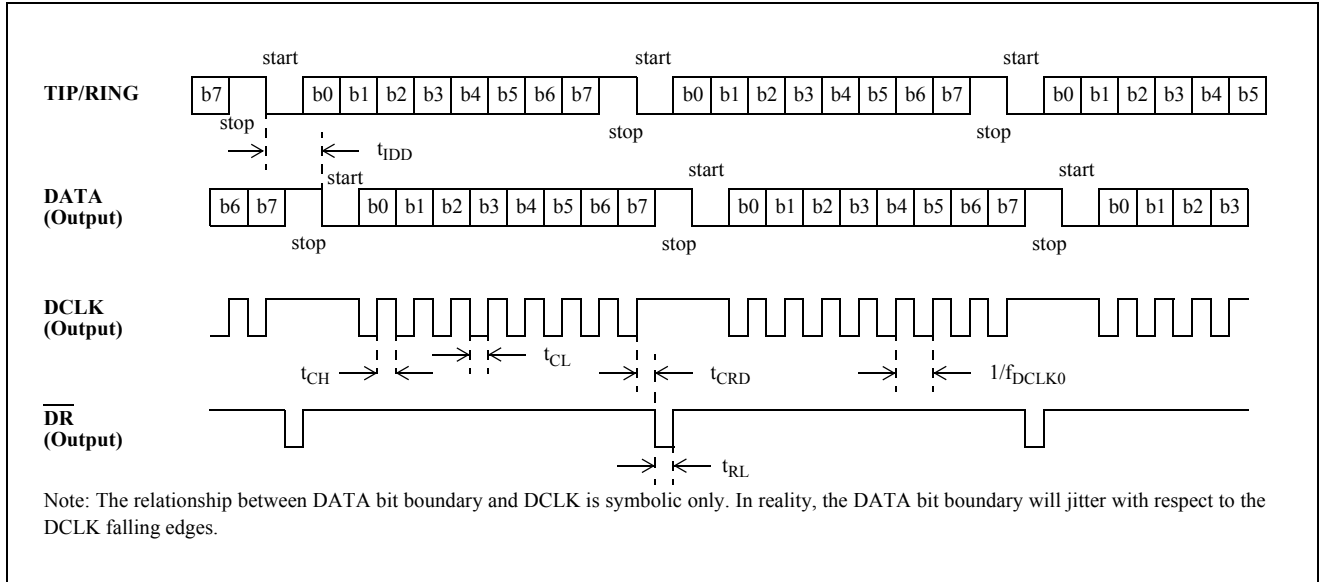 start start start
TIP/RING b7 b0 b1 b2 b3 b4 b5 b6 b7 b0 b1 b2 b3 b4 b5 b6 b7 b0 b1 b2 b3 b4 b5
stop stop stop
tIDD
DATA start start start
(Output) b6 b7 b0 b1 b2 b3 b4 b5 b6 b7 b0 b1 b2 b3 b4 b5 b6 b7 b0 b1 b2 b3
stop stop stop
DCLK
(Output)
tCH tCL tCRD 1/fDCLK0
DR
(Output)
tRL
Note: The relationship between DATA bit boundary and DCLK is symbolic only. In reality, the DATA bit boundary will jitter with respect to the
DCLK falling edges.